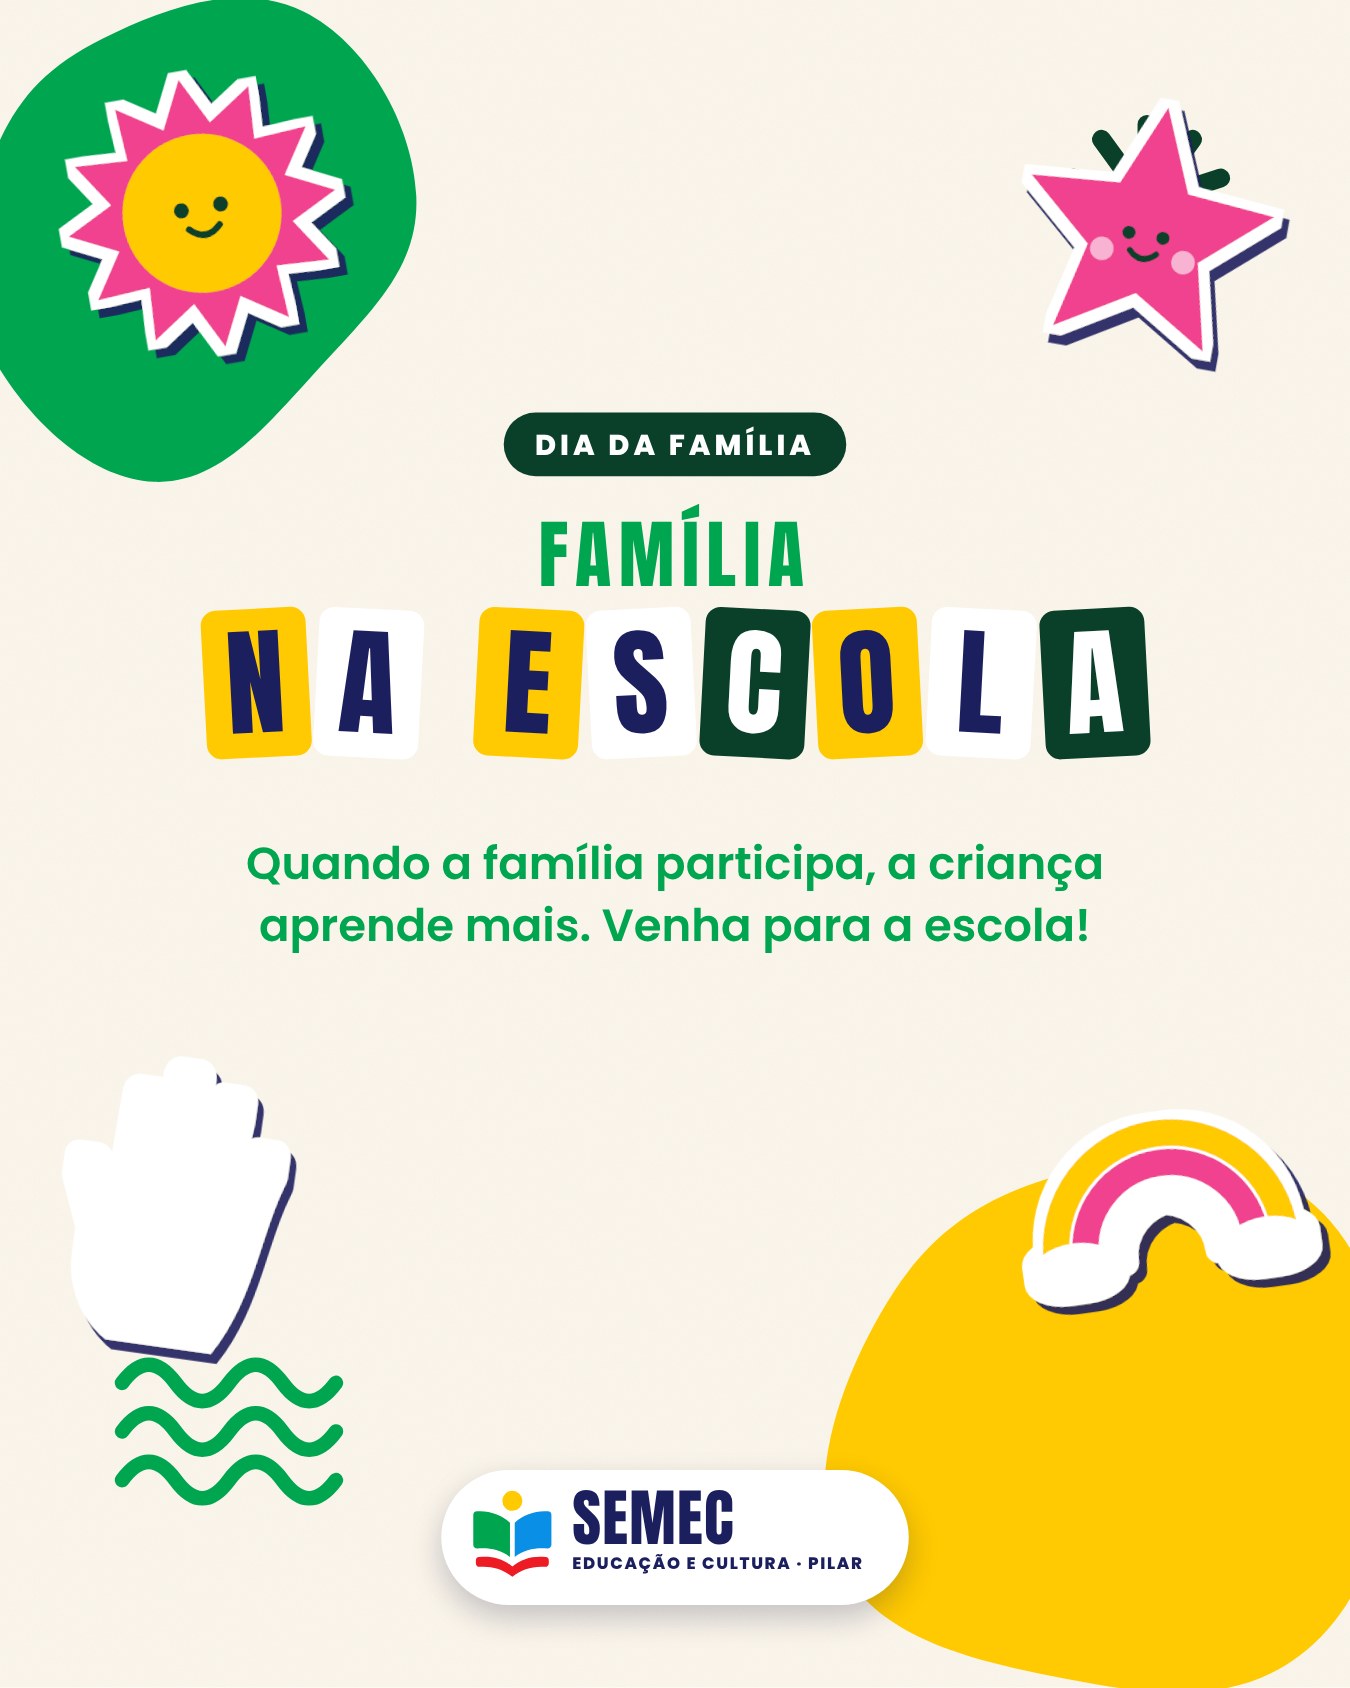 DIA DA FAMÍLIA
FAMÍLIA
NA ESCOLA
Quando a família participa, a criança
aprende mais. Venha para a escola!
SEMEC
EDUCAÇÃO E CULTURA · PILAR